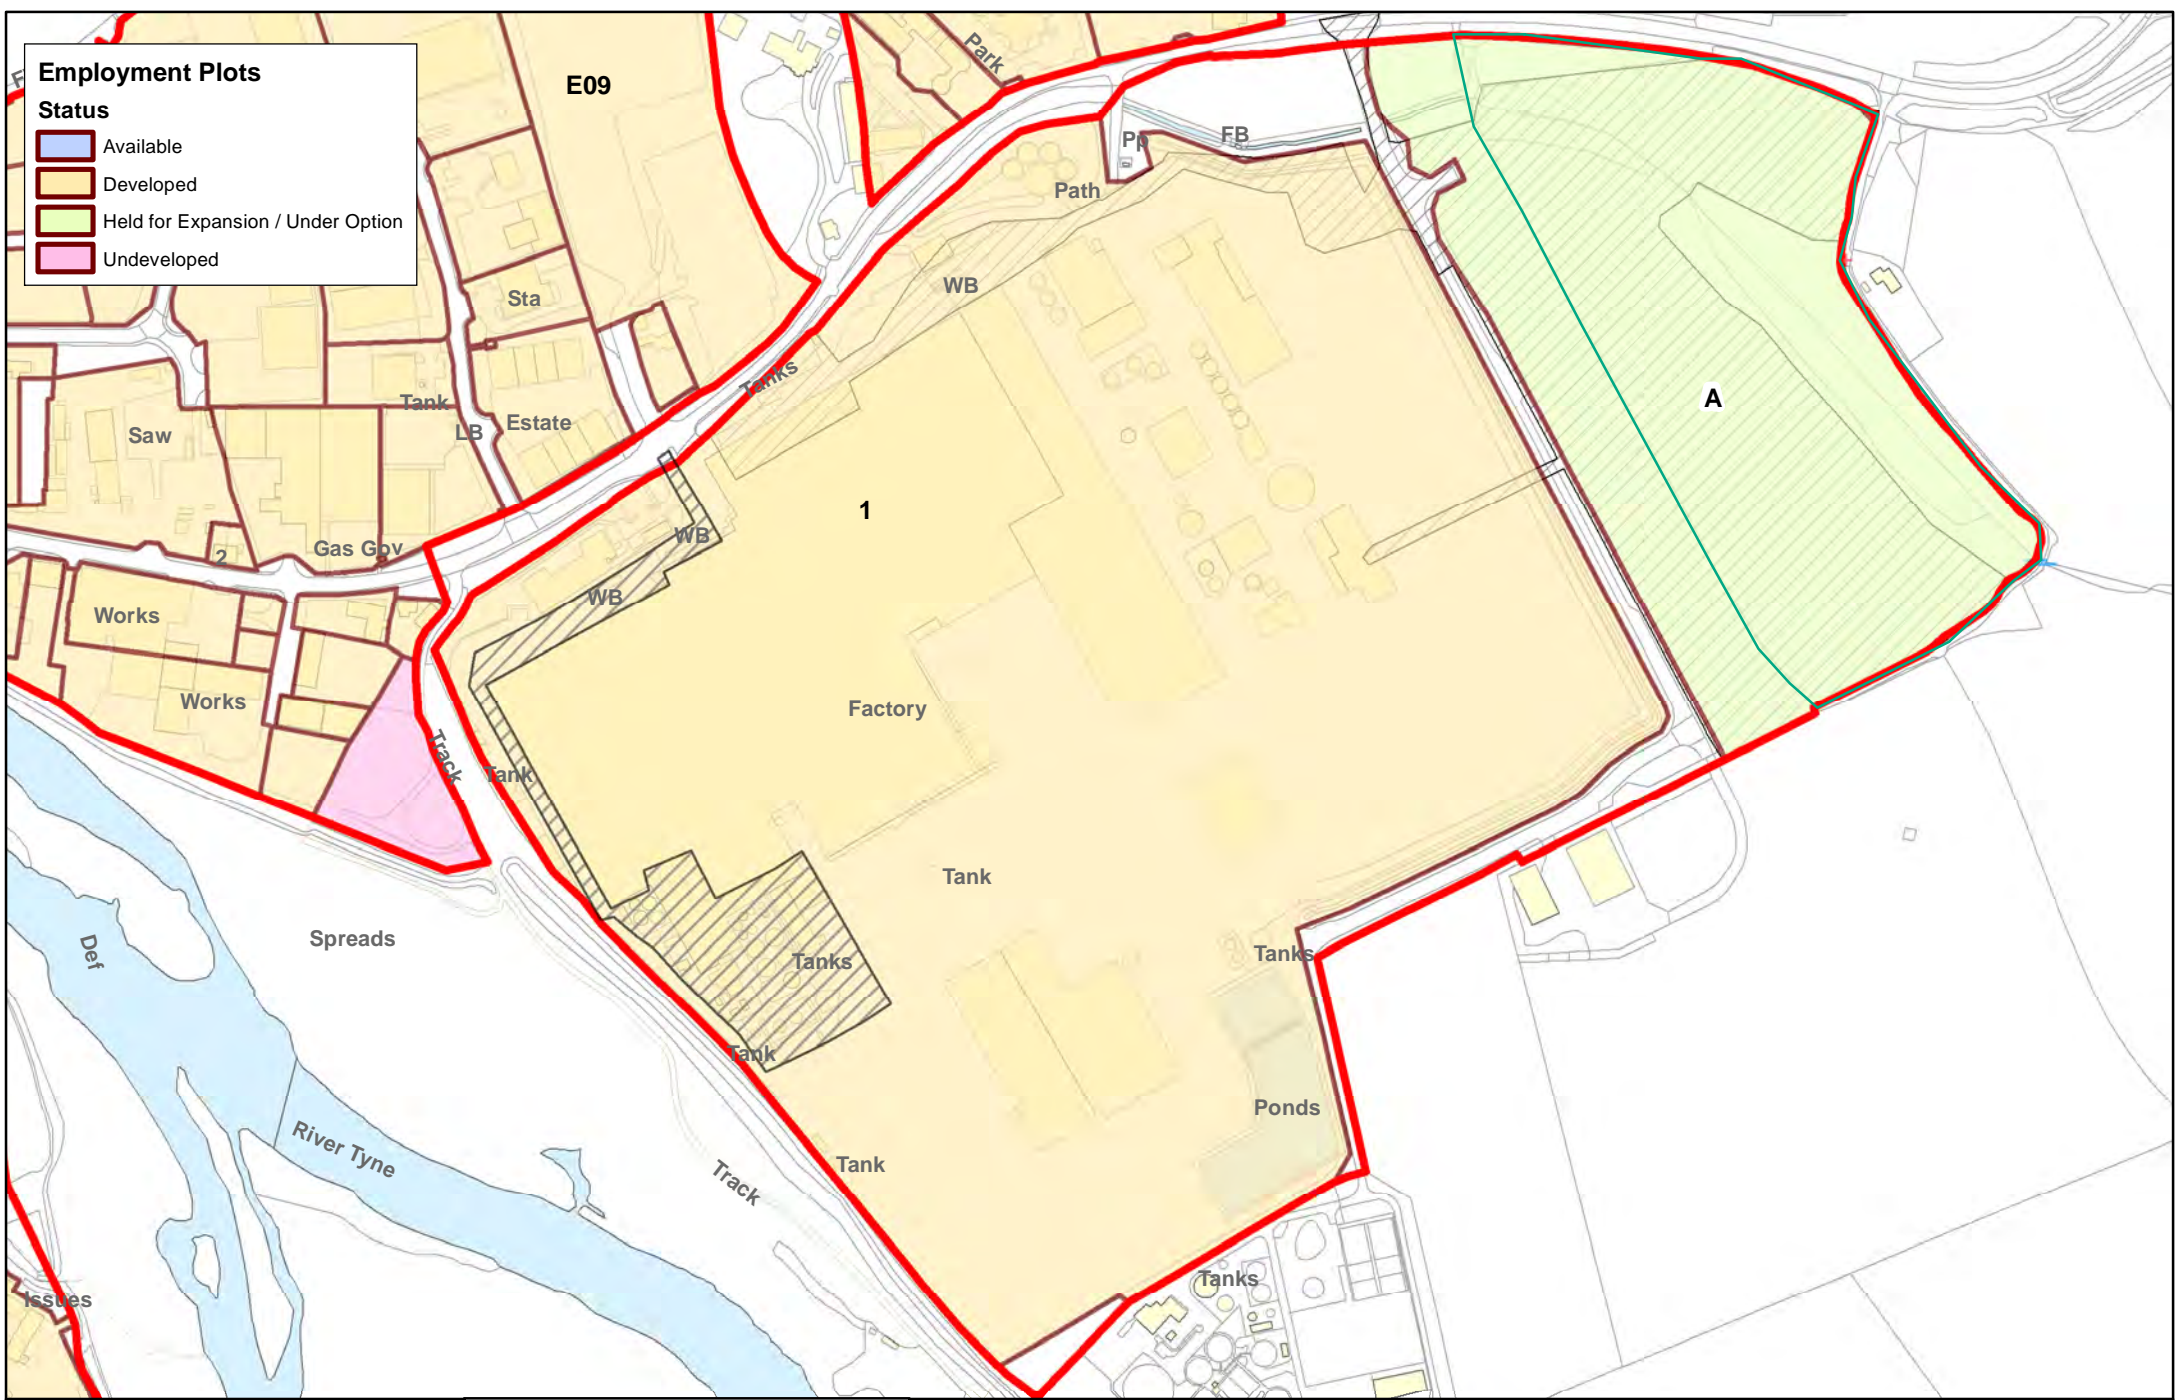 Employment Plots
Status
Available
Developed
Held for Expansion / Under Option
Undeveloped
E09
Park
Pp
FB
Path
WB
Sta
Tanks
A
Tank
LB
Estate
Saw
1
WB
Gas Gov
2
WB
Works
Works
Factory
Track
Tank
Tank
Spreads
Def
Tanks
Tanks
Tank
Ponds
River Tyne
Track
Tank
Tanks
Issues